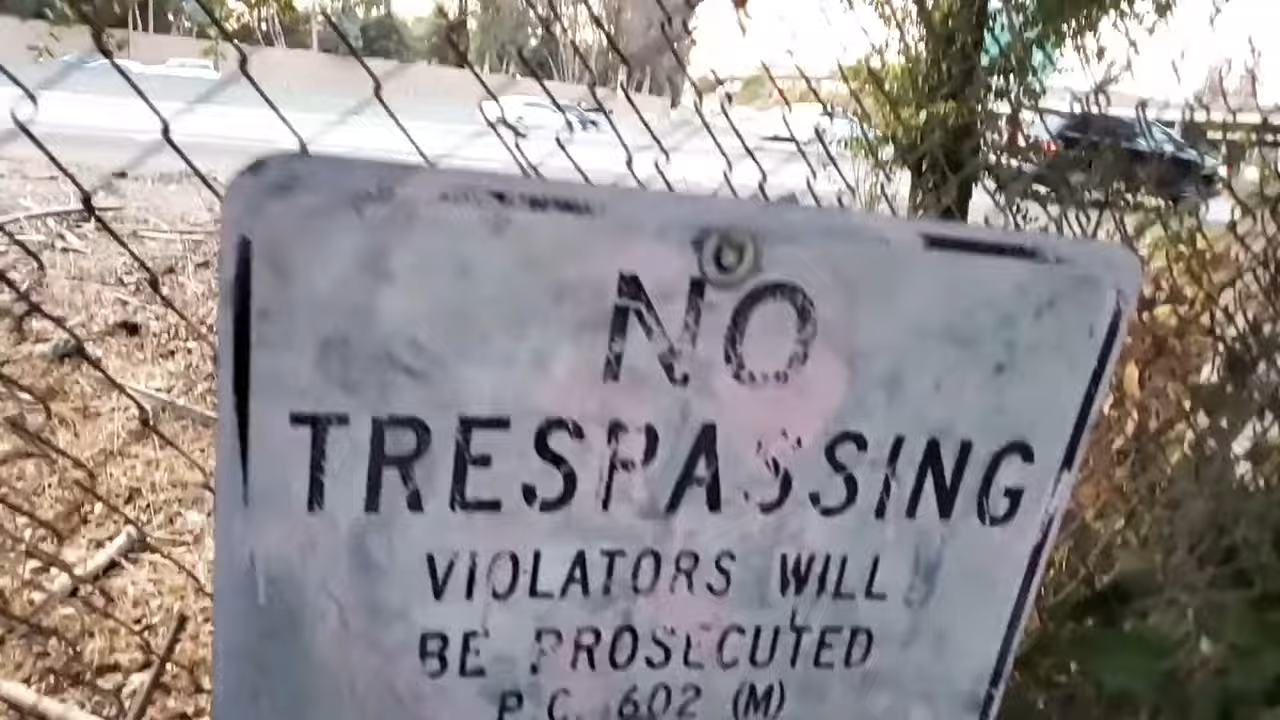 NO
TRESPASSING
VIOLATORS WILL
BE PROSECUTED
P.C. 602 (M)